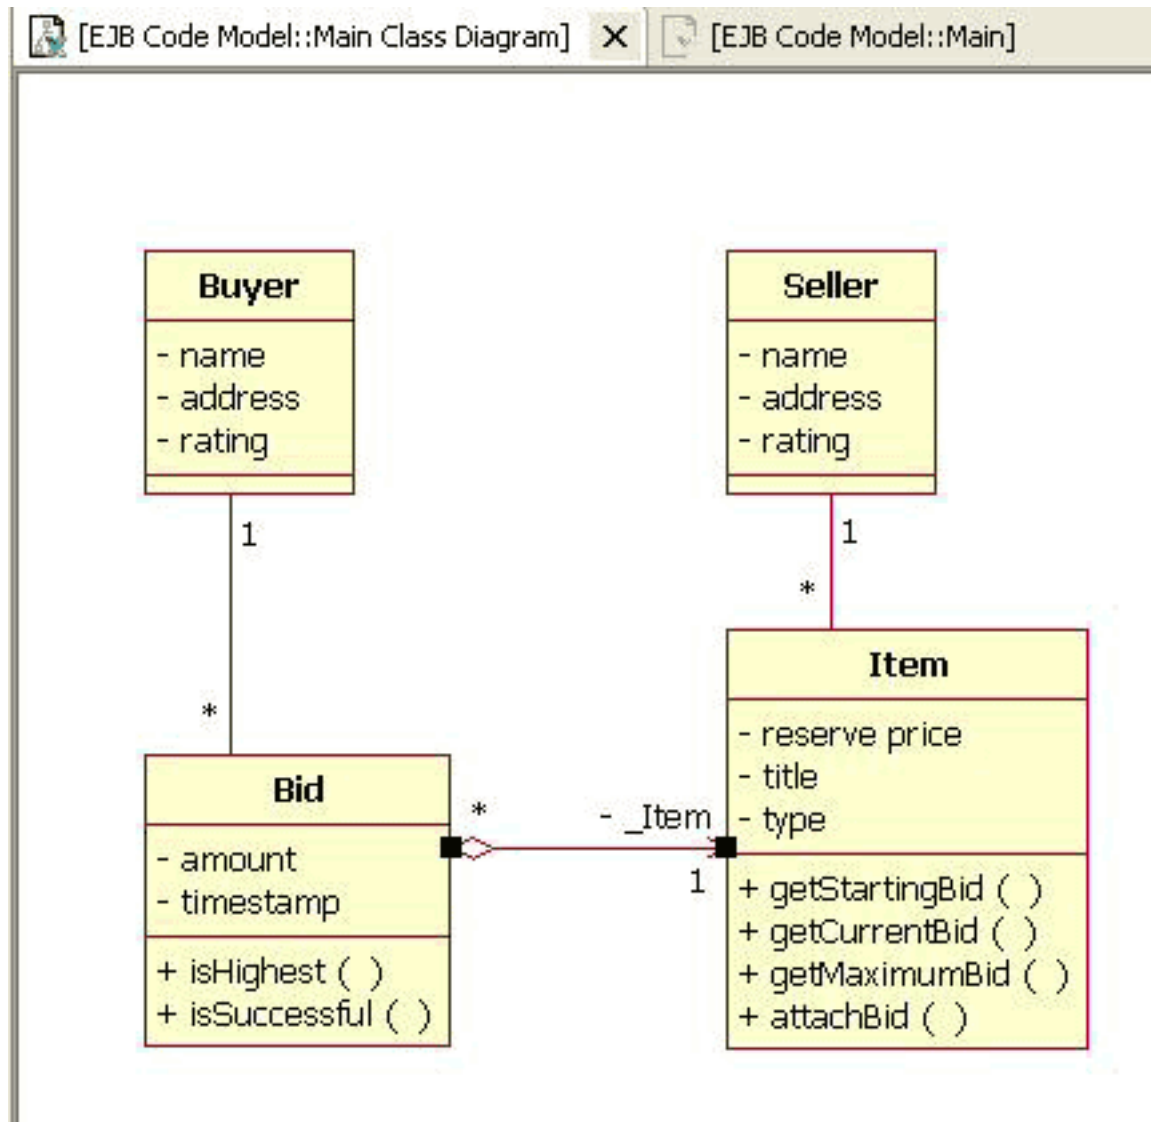 [EJB Code Model::Main Class Diagram] X [EJB Code Model::Main]
Buyer
- name
- address
- rating
Seller
- name
- address
- rating
1
*
1
*
Item
- reserve price
- title
- type
+ getStartingBid ( )
+ getCurrentBid ( )
+ getMaximumBid ( )
+ attachBid ( )
Bid
- amount
- timestamp
+ isHighest ( )
+ isSuccessful ( )
*
- _Item
1